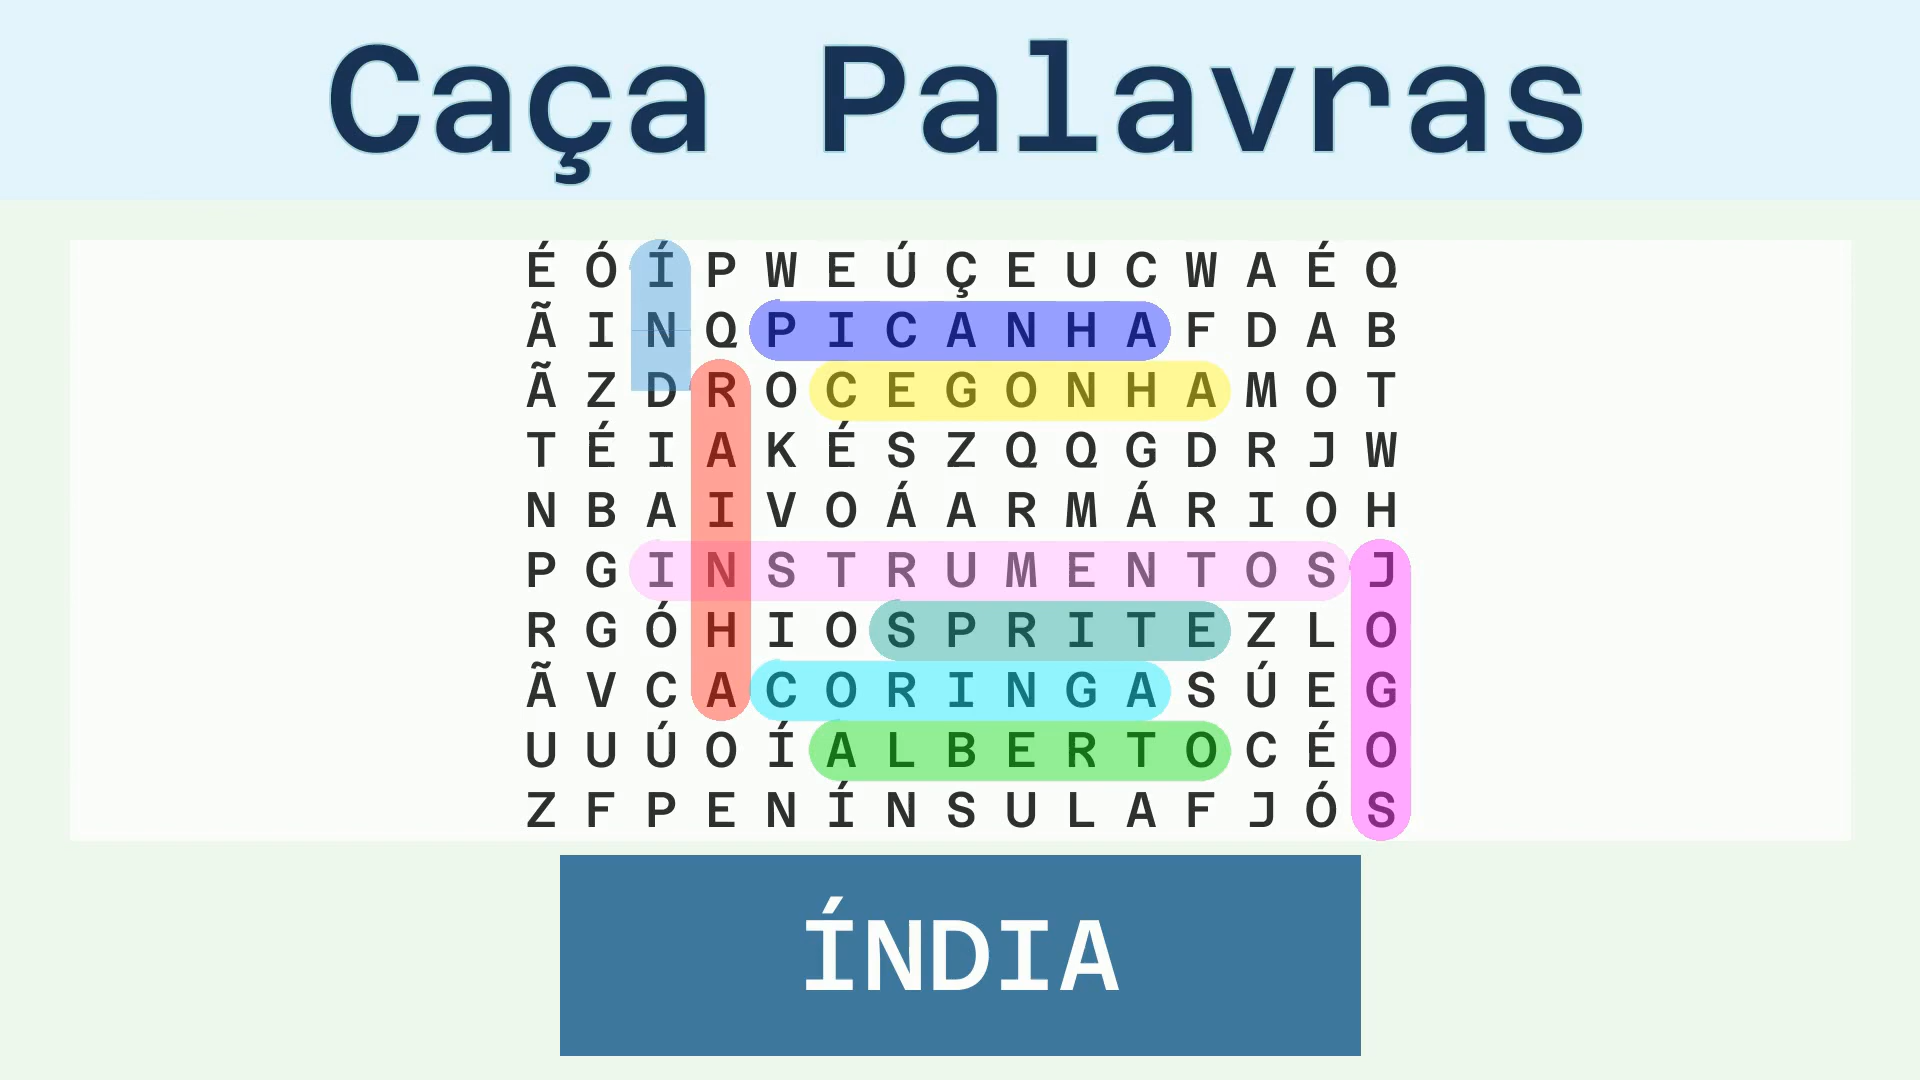 Caça Palavras
É Ó Í P W E Ú Ç E U C W A É Q
Ã I N Q P I C A N H A F D A B
Ã Z D R O C E G O N H A M O T
T É I A K É S Z Q Q G D R J W
N B A I V O Á A R M Á R I O H
P G I N S T R U M E N T O S J
R G Ó H I O S P R I T E Z L O
Ã V C A C O R I N G A S Ú E G
U U Ú O Í A L B E R T O C É O
Z F P E N Í N S U L A F J Ó S
ÍNDIA